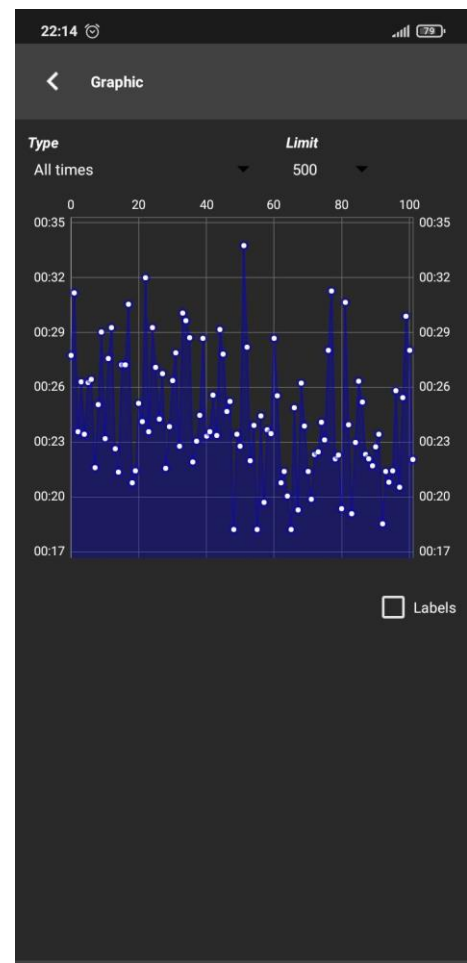 22:14 79
Graphic
Type Limit
All times 500
0 20 40 60 80 100
00:35 00:35
00:32 00:32
00:29 00:29
00:26 00:26
00:23 00:23
00:20 00:20
00:17 00:17
Labels